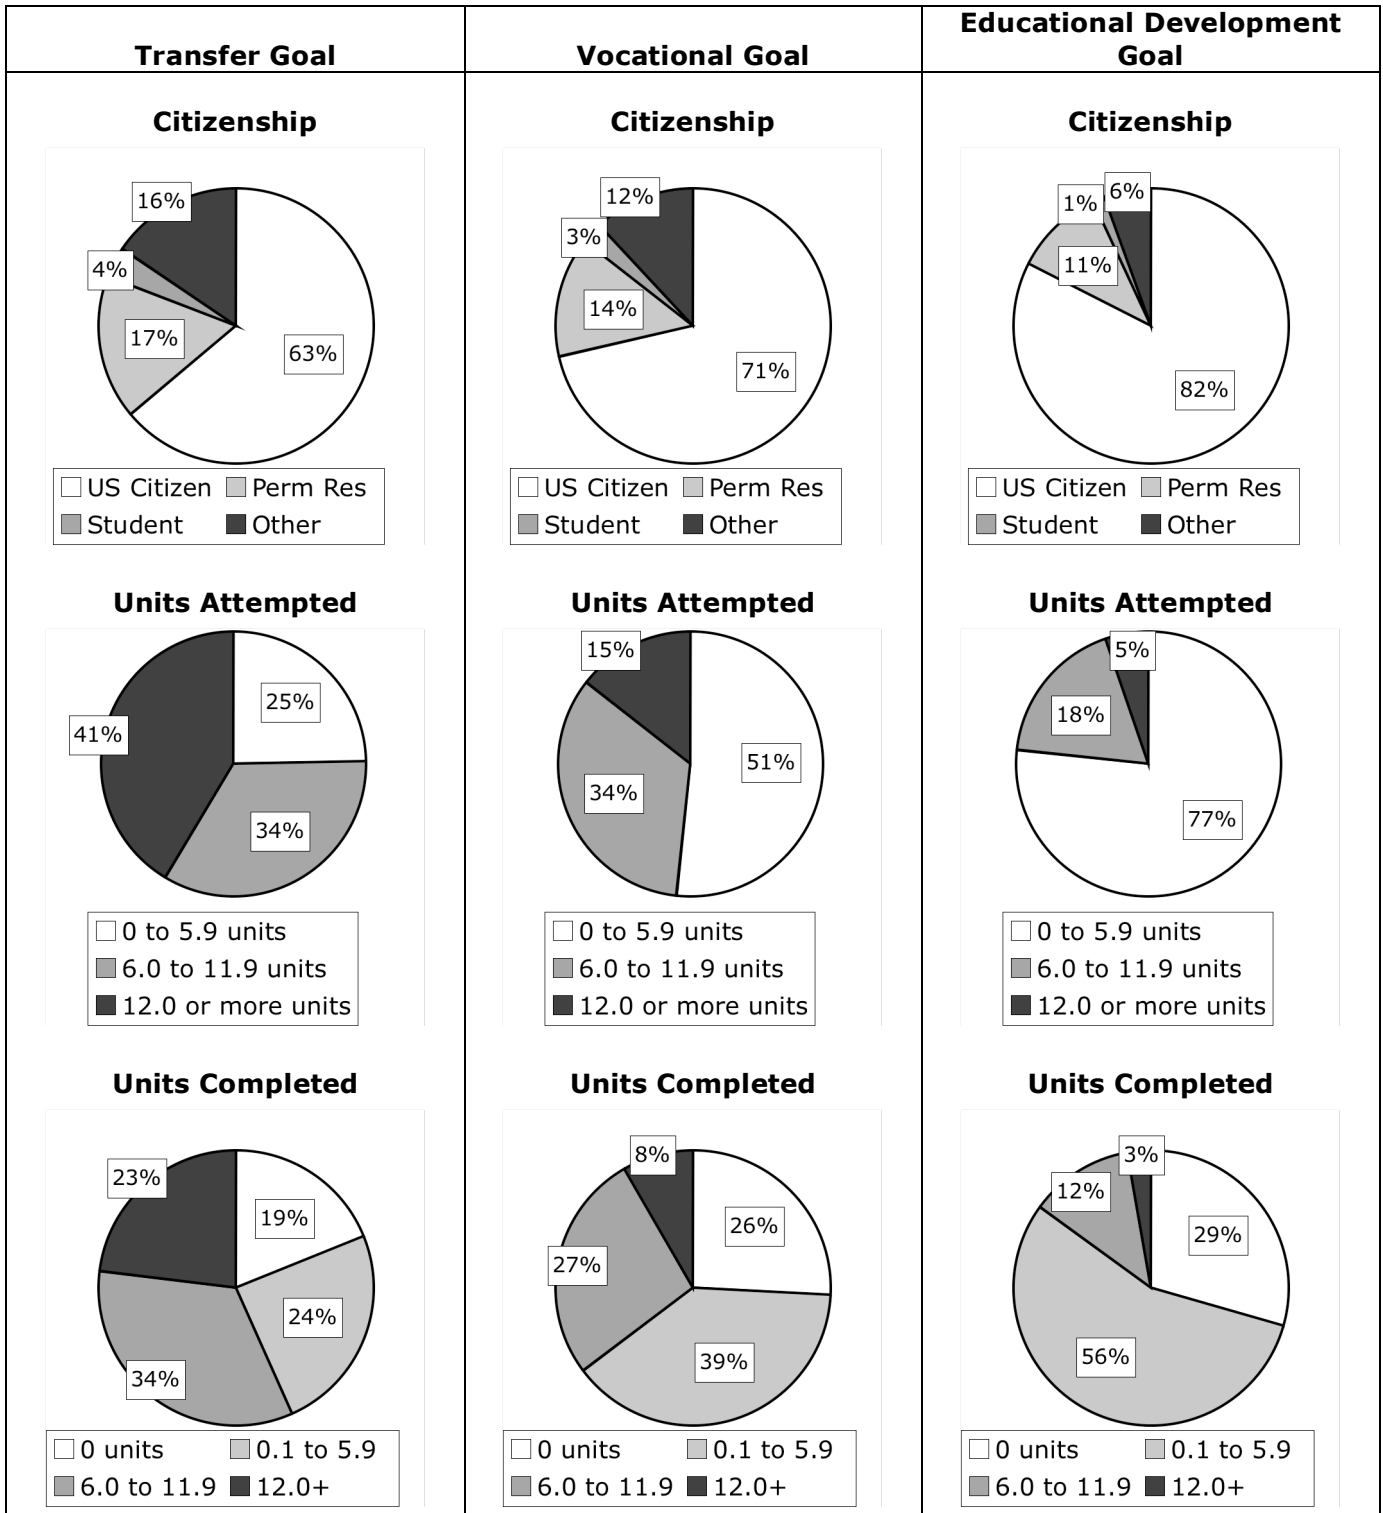 Transfer Goal
Vocational Goal
Educational Development
Goal
Citizenship
16%
4%
17%
63%
US Citizen
Perm Res
Student
Other
Citizenship
12%
3%
14%
71%
US Citizen
Perm Res
Student
Other
Citizenship
1%
6%
11%
82%
US Citizen
Perm Res
Student
Other
Units Attempted
25%
41%
34%
0 to 5.9 units
6.0 to 11.9 units
12.0 or more units
Units Attempted
15%
51%
34%
0 to 5.9 units
6.0 to 11.9 units
12.0 or more units
Units Attempted
5%
18%
77%
0 to 5.9 units
6.0 to 11.9 units
12.0 or more units
Units Completed
23%
19%
24%
34%
0 units
0.1 to 5.9
6.0 to 11.9
12.0+
Units Completed
8%
26%
27%
39%
0 units
0.1 to 5.9
6.0 to 11.9
12.0+
Units Completed
3%
12%
29%
56%
0 units
0.1 to 5.9
6.0 to 11.9
12.0+